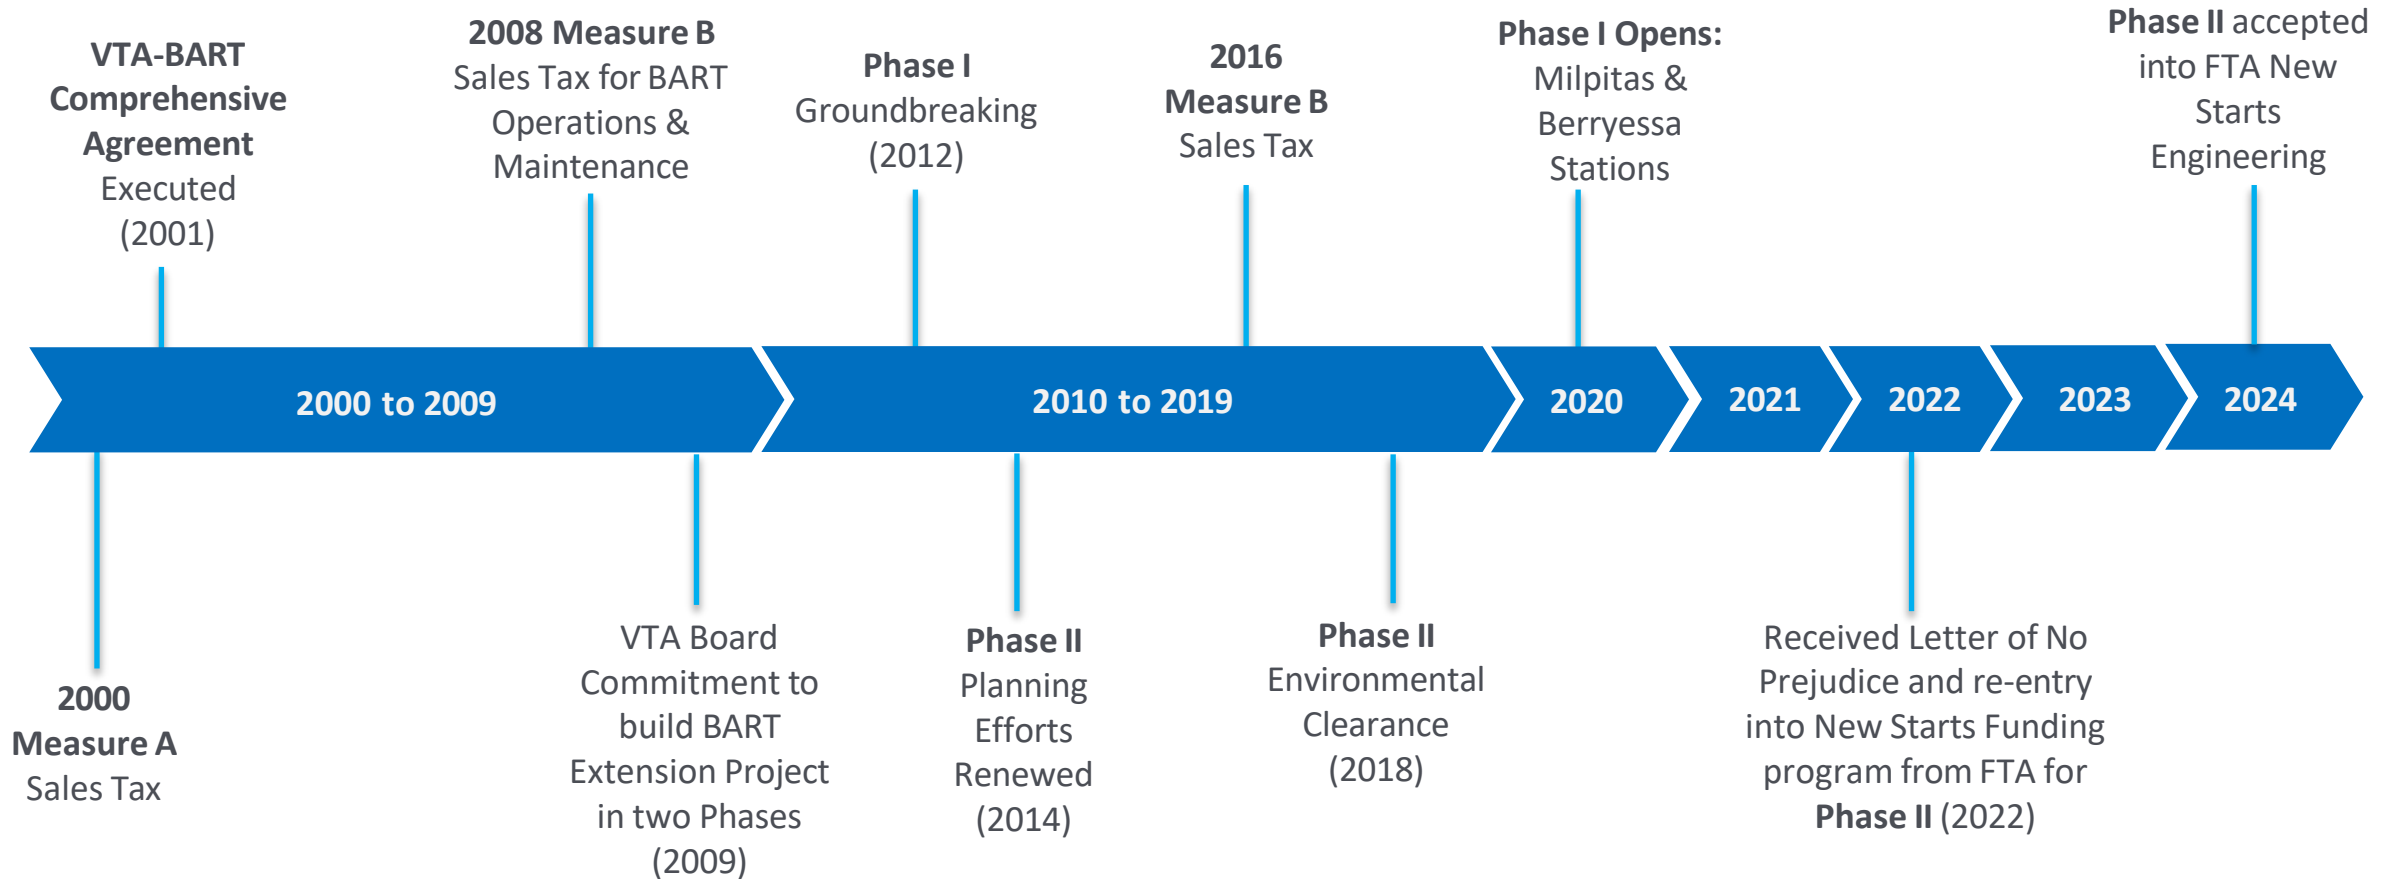 VTA-BART
Comprehensive
Agreement
Executed
(2001)
2008 Measure B
Sales Tax for BART
Operations &
Maintenance
Phase I
Groundbreaking
(2012)
2016
Measure B
Sales Tax
Phase I Opens:
Milpitas &
Berryessa
Stations
Phase II accepted
into FTA New
Starts
Engineering
2000 to 2009
2010 to 2019
2020
2021
2022
2023
2024
2000
Measure A
Sales Tax
VTA Board
Commitment to
build BART
Extension Project
in two Phases
(2009)
Phase II
Planning
Efforts
Renewed
(2014)
Phase II
Environmental
Clearance
(2018)
Received Letter of No
Prejudice and re-entry
into New Starts Funding
program from FTA for
Phase II (2022)